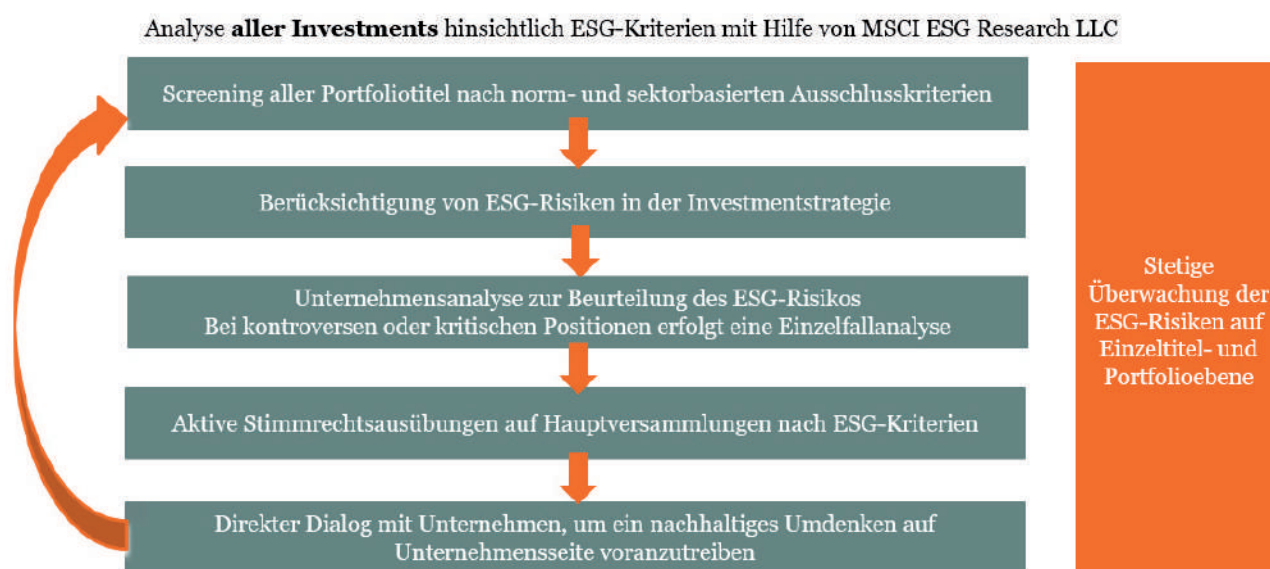 Analyse aller Investments hinsichtlich ESG-Kriterien mit Hilfe von MSCI ESG Research LLC
Screening aller Portfoliotitel nach norm- und sektorbasierten Ausschlusskriterien
Berücksichtigung von ESG-Risiken in der Investmentstrategie
Unternehmensanalyse zur Beurteilung des ESG-Risikos
Bei kontroversen oder kritischen Positionen erfolgt eine Einzelfallanalyse
Aktive Stimmrechtsausübungen auf Hauptversammlungen nach ESG-Kriterien
Direkter Dialog mit Unternehmen, um ein nachhaltiges Umdenken auf
Unternehmensseite voranzutreiben
Stetige
Überwachung der
ESG-Risiken auf
Einzeltitel- und
Portfolioebene